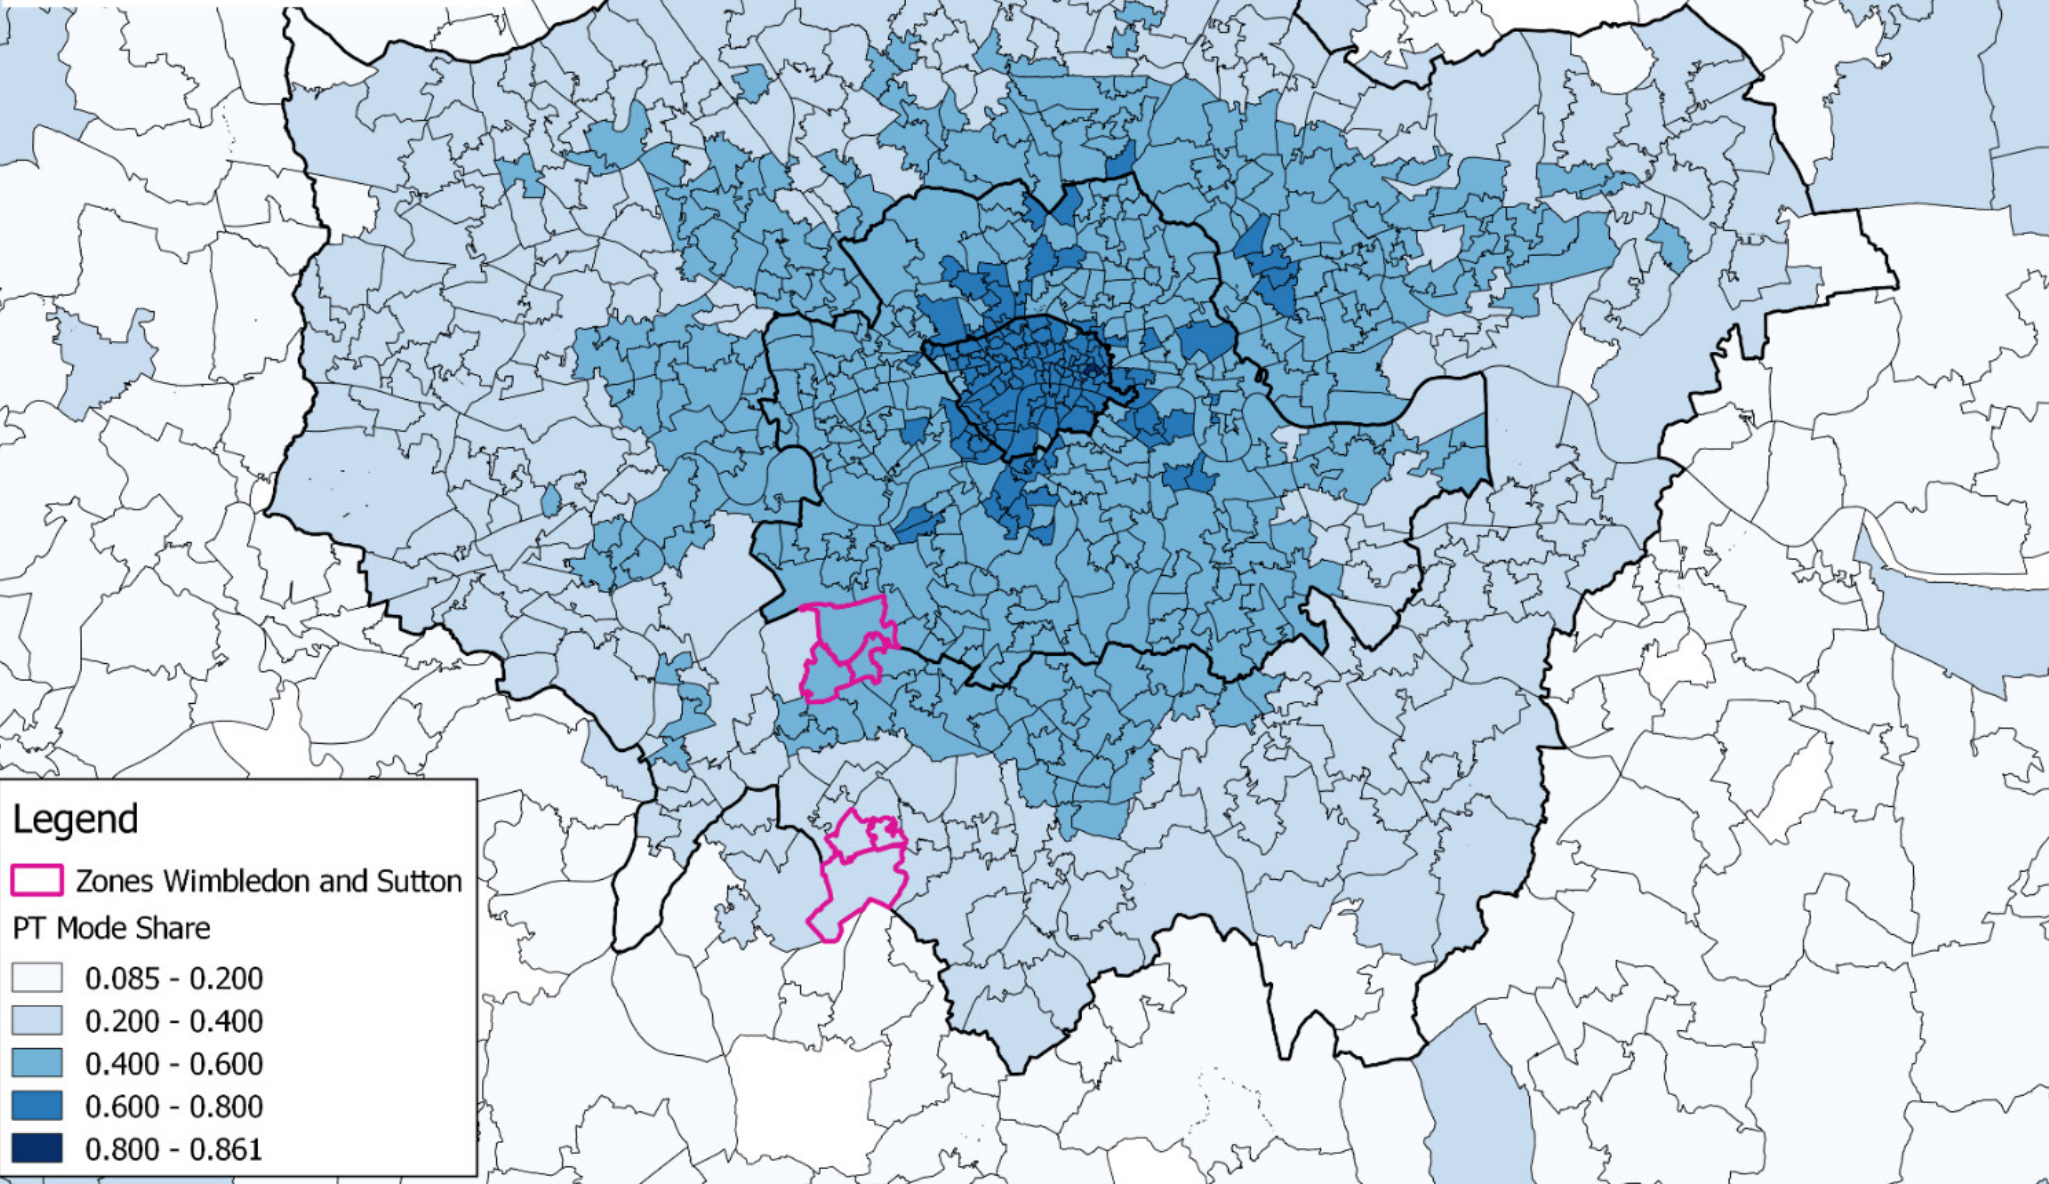 Legend
Zones Wimbledon and Sutton
PT Mode Share
0.085 - 0.200
0.200 - 0.400
0.400 - 0.600
0.600 - 0.800
0.800 - 0.861